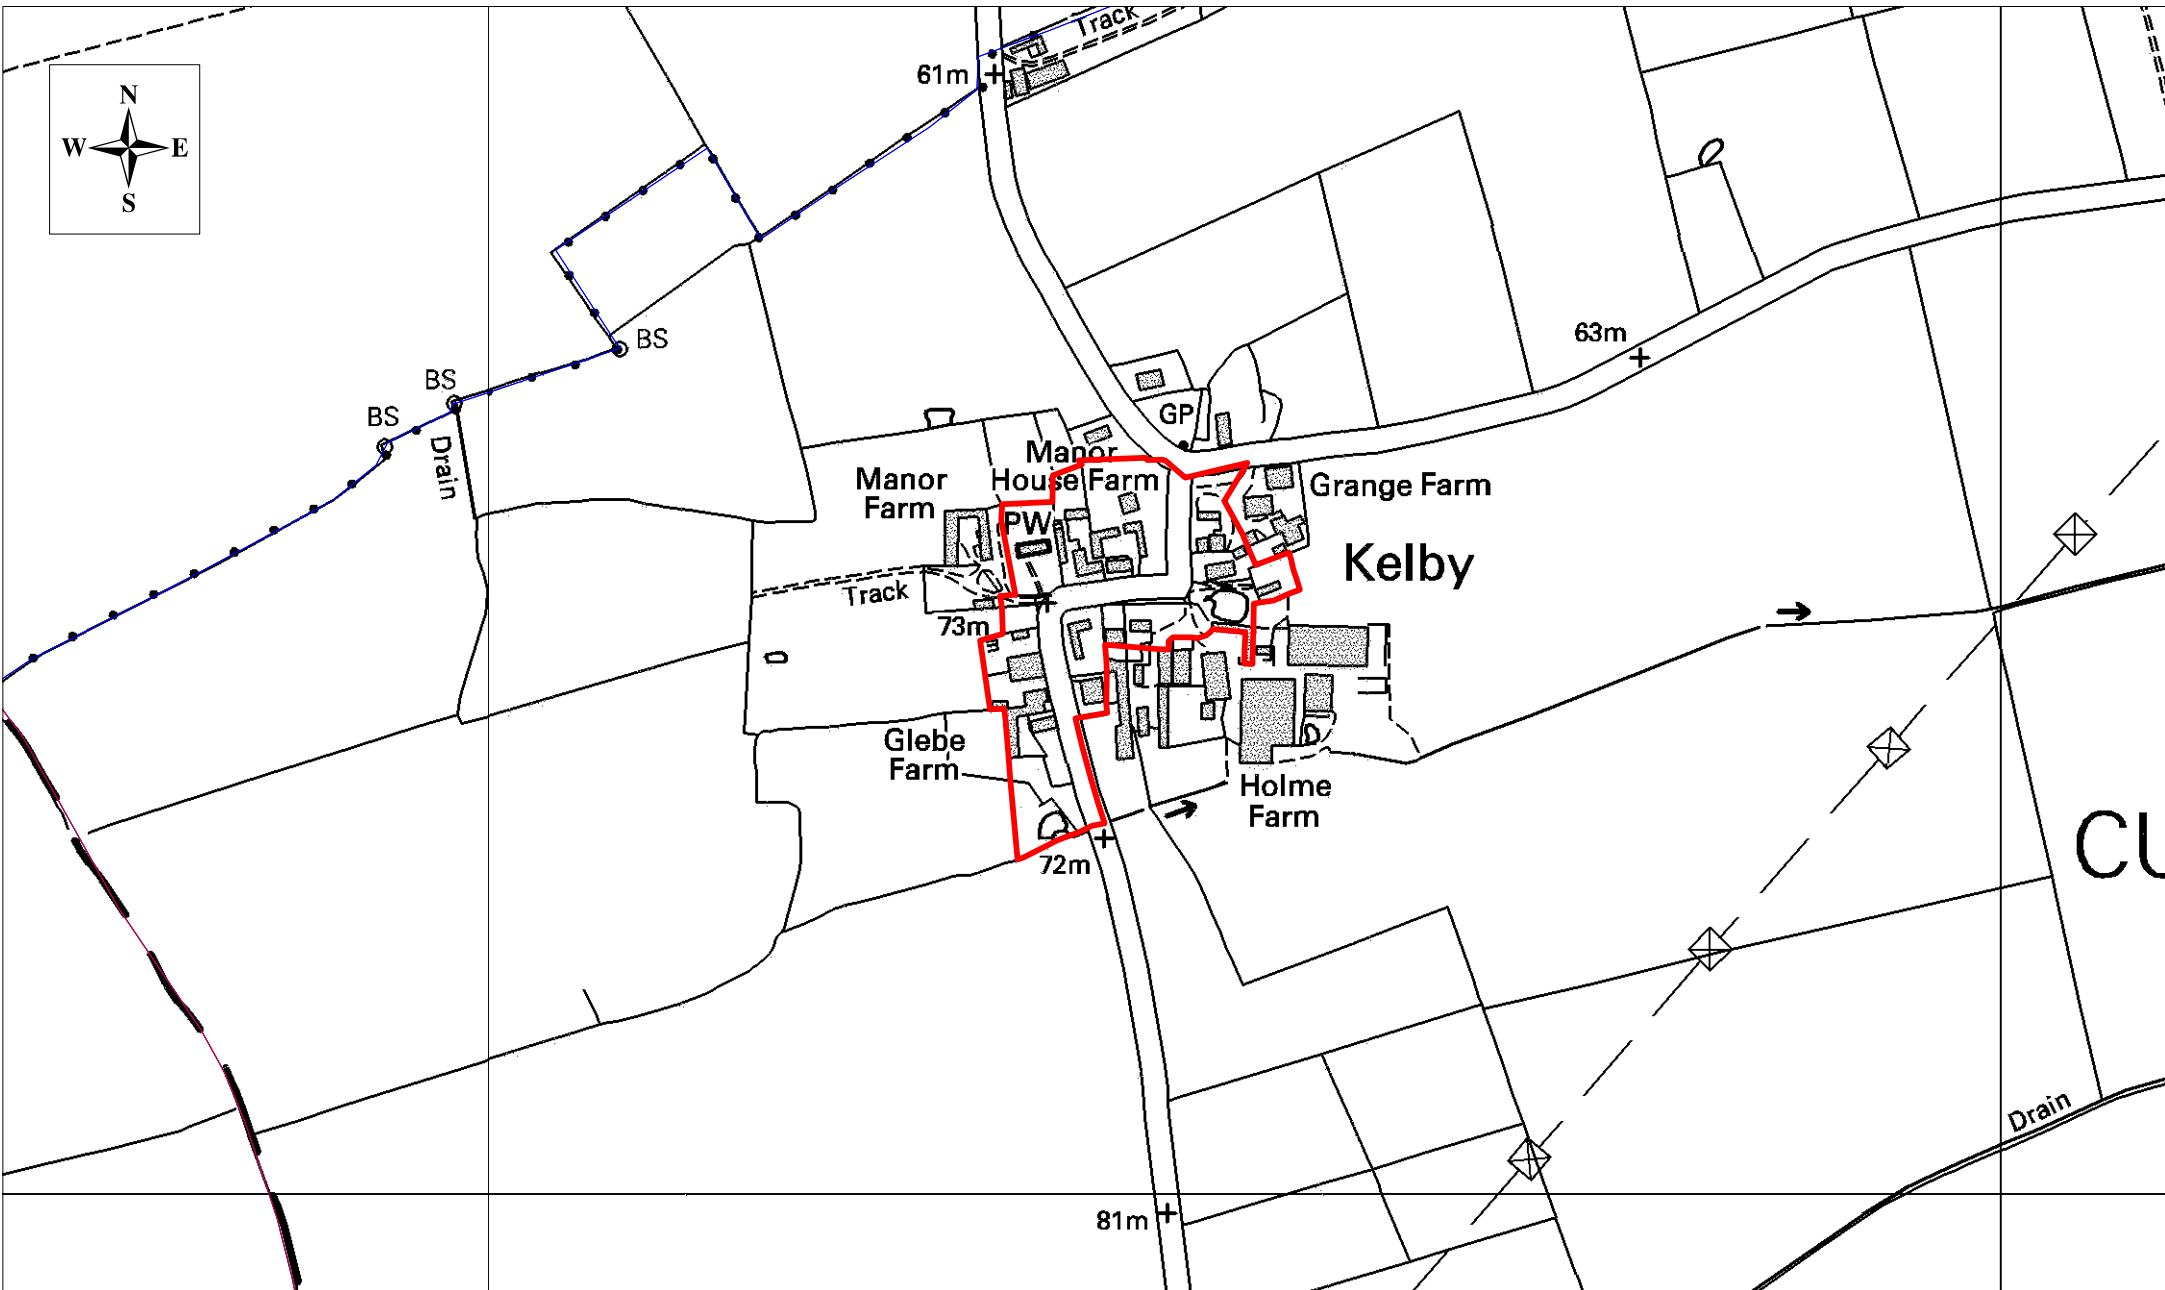 Track
61m
N
W E
S
63m
BS
BS
BS
GP
Drain
Manor
House Farm
Manor
Farm
Grange Farm
PW
Kelby
Track
73m
Glebe
Farm
Holme
Farm
72m
CU
Drain
81m